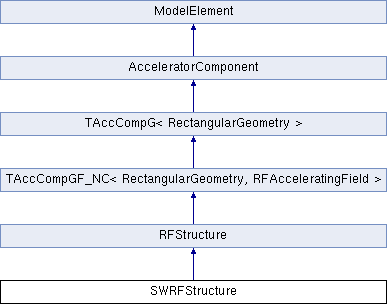 ModelElement
AcceleratorComponent
TAccCompG< RectangularGeometry >
TAccCompGF_NC< RectangularGeometry, RFAcceleratingField >
RFStructure
SWRFStructure